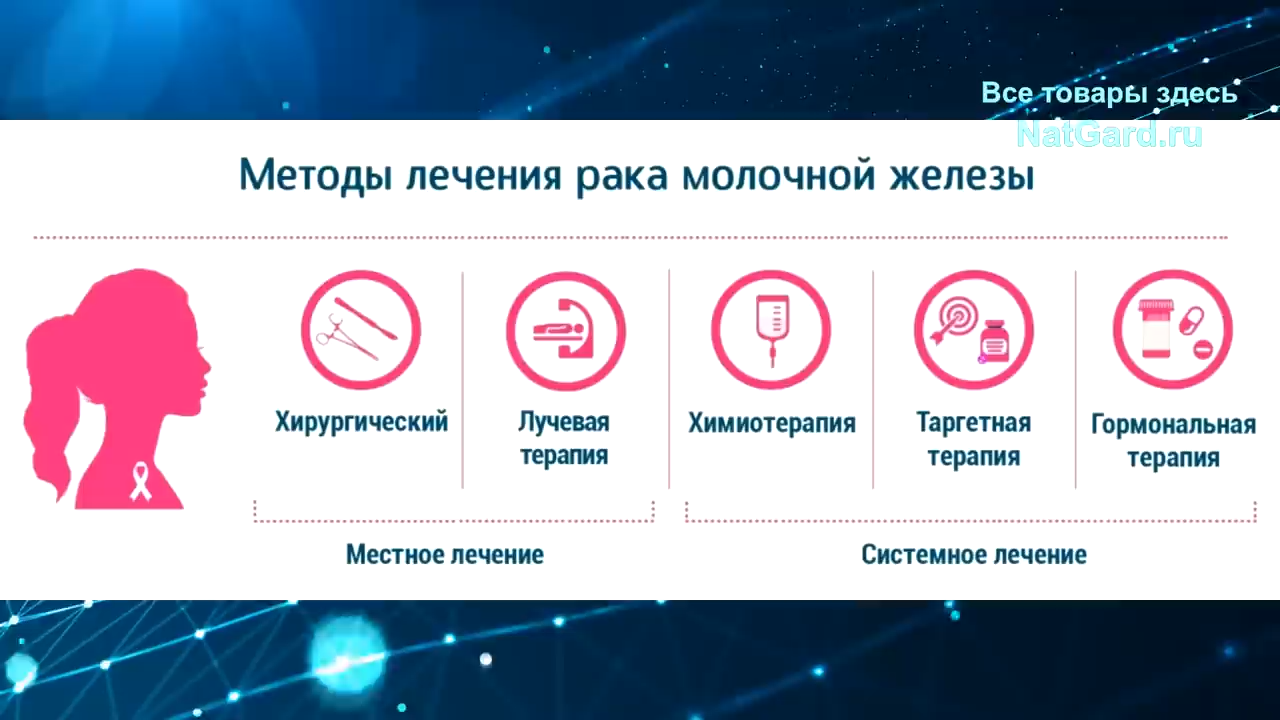 Все товары здесь
NatGard.ru
Методы лечения рака молочной железы
Хирургический
Лучевая
терапия
Химиотерапия
Таргетная
терапия
Гормональная
терапия
Местное лечение
Системное лечение